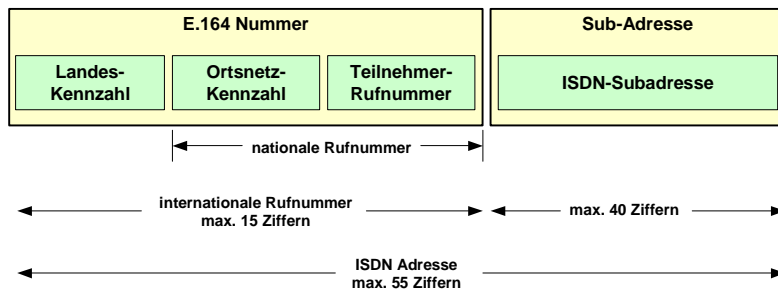 E.164 Nummer
Sub-Adresse
Landes-
Kennzahl
Ortsnetz-
Kennzahl
Teilnehmer-
Rufnummer
ISDN-Subadresse
nationale Rufnummer
internationale Rufnummer
max. 15 Ziffern
max. 40 Ziffern
ISDN Adresse
max. 55 Ziffern